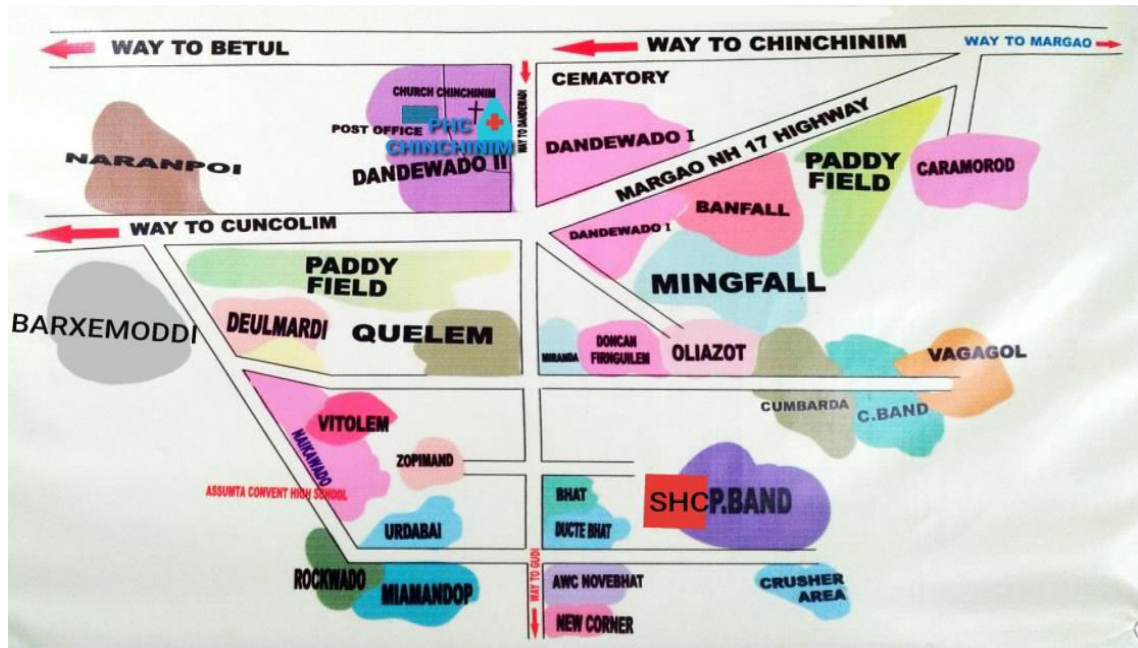 WAY TO BETUL
WAY TO CHINCHINIM
WAY TO MARGAO
CEMATORY
CHURCH CHINCHINIM
POST OFFICE
PHC
CHINCHINIM
WAY TO DANDEWADI
NARANPOI
DANDEWADO II
DANDEWADO I
MARGAO NH 17 HIGHWAY
PADDY
FIELD
CARAMOROD
BANFALL
DANDEWADO I
WAY TO CUNCOLIM
PADDY
FIELD
MINGFALL
BARXEMODDI
DEULMARDI
QUELEM
MIRANDA
DONCAN
FIRNGUILEM
OLIAZOT
VAGAGOL
CUMBARDA
C.BAND
VITOLEM
NAIKAWADO
ZOPIMAND
ASSUMTA CONVENT HIGH SCHOOL
BHAT
SHC
P.BAND
URDABAI
DUCTE BHAT
ROCKWADO
MIAMANDOP
WAY TO GUDI
AWC NOVEBHAT
CRUSHER
AREA
NEW CORNER